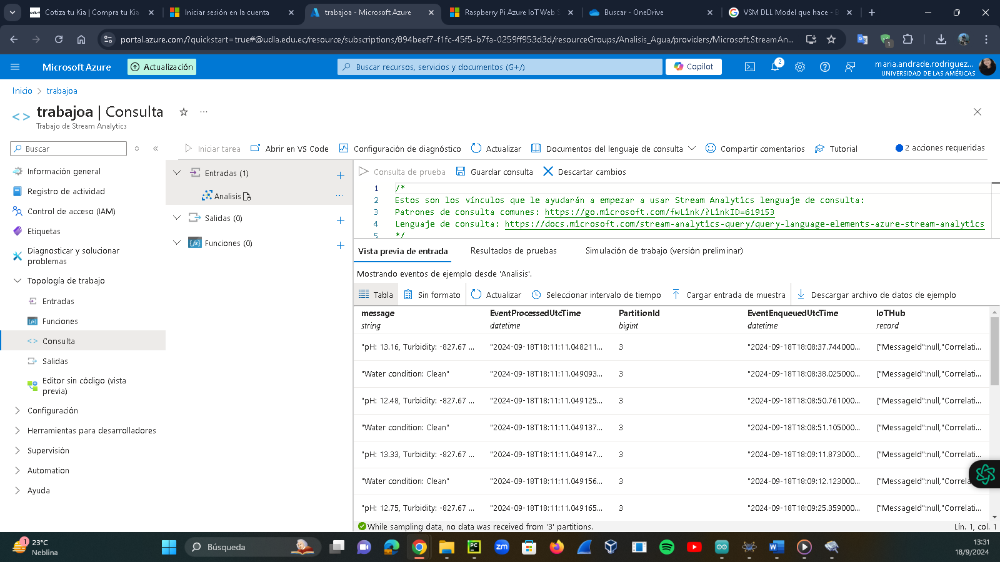 Cotiza tu Kia | Compra tu Kia
Iniciar sesión en la cuenta
trabajoa - Microsoft Azure
Raspberry Pi Azure IoT Web S
Buscar - OneDrive
VSM DLL Model que hace - B
portal.azure.com/?quickstart=true#@udla.edu.ec/resource/subscriptions/894beef7-f1fc-45f5-b7fa-0259ff953d3d/resourceGroups/Analisis_Agua/providers/Microsoft.StreamAn...
1
Microsoft Azure
Actualización
Buscar recursos, servicios y documentos (G+/)
Copilot
2
maria.andrade.rodriguez...
UNIVERSIDAD DE LAS AMÉRICAS
Inicio > trabajoa
trabajoa | Consulta
Trabajo de Stream Analytics
Buscar
Iniciar tarea
Abrir en VS Code
Configuración de diagnóstico
Actualizar
Documentos del lenguaje de consulta
Compartir comentarios
Tutorial
2 acciones requeridas
Información general
Registro de actividad
Control de acceso (IAM)
Etiquetas
Diagnosticar y solucionar
problemas
Topología de trabajo
Entradas
Funciones
Consulta
Salidas
Editor sin código (vista
previa)
Configuración
Herramientas para desarrolladores
Supervisión
Automation
Ayuda
Entradas (1)
Analisis
Salidas (0)
Funciones (0)
Consulta de prueba
Guardar consulta
Descartar cambios
1 /*
2 Estos son los vínculos que le ayudarán a empezar a usar Stream Analytics lenguaje de consulta:
3 Patrones de consulta comunes: https://go.microsoft.com/fwLink/?LinkID=619153
4 Lenguaje de consulta: https://docs.microsoft.com/stream-analytics-query/query-language-elements-azure-stream-analytics
5 */
Vista previa de entrada
Resultados de pruebas
Simulación de trabajo (versión preliminar)
Mostrando eventos de ejemplo desde 'Analisis'.
Tabla
Sin formato
Actualizar
Seleccionar intervalo de tiempo
Cargar entrada de muestra
Descargar archivo de datos de ejemplo
message EventProcessedUtcTime PartitionId EventEnqueuedUtcTime IoTHub
string datetime bigint datetime record
"pH: 13.16, Turbidity: -827.67 ... "2024-09-18T18:11:11.048211... 3 "2024-09-18T18:08:37.744000... {"MessageId":null,"Correlati...
"Water condition: Clean" "2024-09-18T18:11:11.049093... 3 "2024-09-18T18:08:38.025000... {"MessageId":null,"Correlati...
"pH: 12.48, Turbidity: -827.67 ... "2024-09-18T18:11:11.049125... 3 "2024-09-18T18:08:50.761000... {"MessageId":null,"Correlati...
"Water condition: Clean" "2024-09-18T18:11:11.049137... 3 "2024-09-18T18:08:51.105000... {"MessageId":null,"Correlati...
"pH: 13.33, Turbidity: -827.67 ... "2024-09-18T18:11:11.049147... 3 "2024-09-18T18:09:11.873000... {"MessageId":null,"Correlati...
"Water condition: Clean" "2024-09-18T18:11:11.049156... 3 "2024-09-18T18:09:12.123000... {"MessageId":null,"Correla
"pH: 12.75, Turbidity: -827.67 ... "2024-09-18T18:11:11.049165... 3 "2024-09-18T18:09:25.359000... {"MessageId":null,"Correlati...
While sampling data, no data was received from '3' partitions.
Lín. 1, col. 1
1
23°C
Neblina
Búsqueda
13:31
18/9/2024